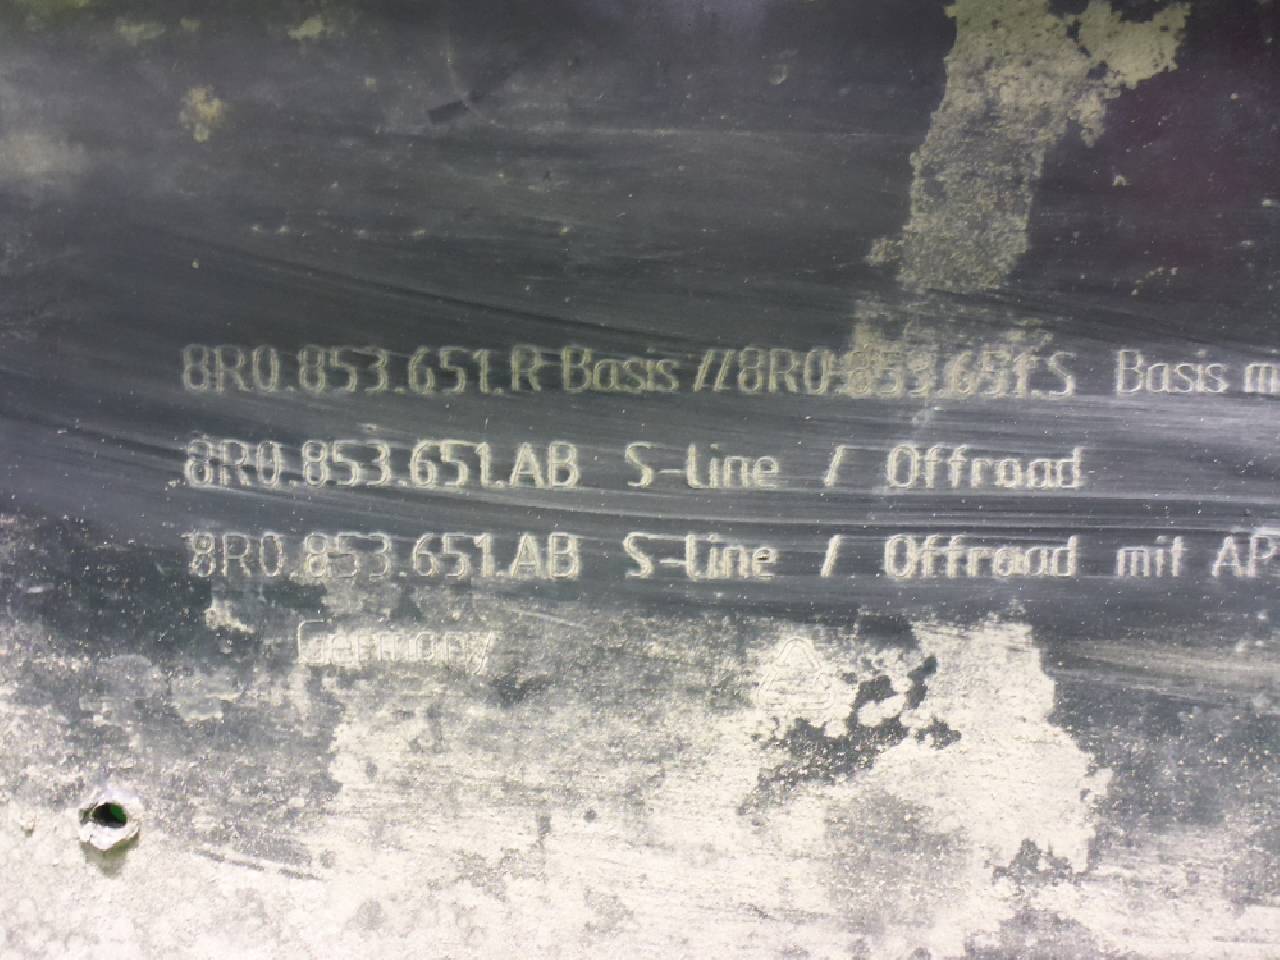 8R0.853.651.R Basis //8R0.853.651.S Basis m
8R0.853.651.AB S-Line / Offroad
8R0.853.651.AB S-Line / Offroad mit AP
Germany